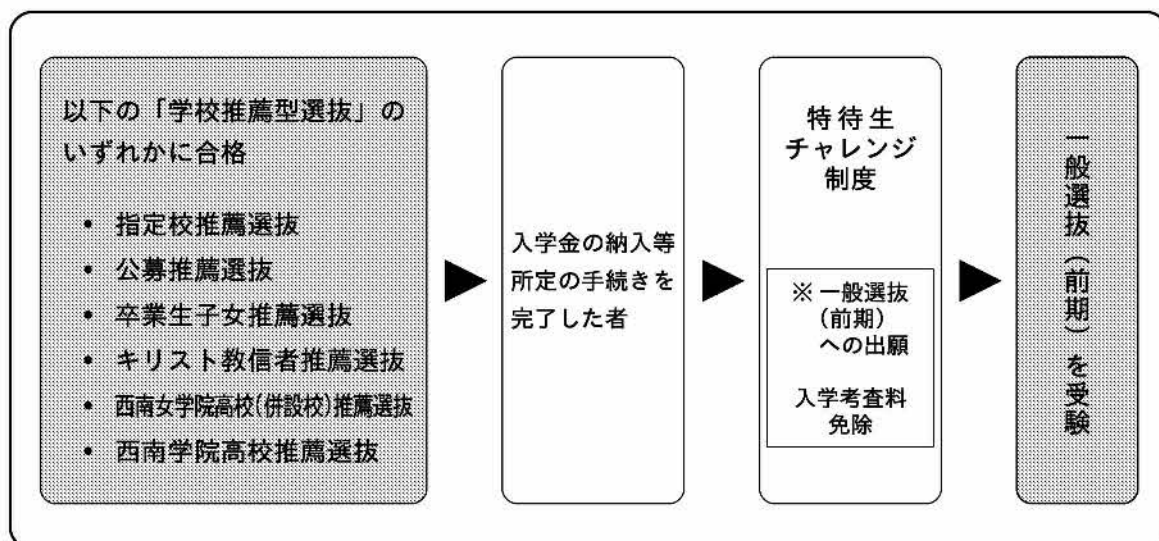 以下の「学校推薦型選抜」の
いずれかに合格
• 指定校推薦選抜
• 公募推薦選抜
• 卒業生子女推薦選抜
• キリスト教信者推薦選抜
• 西南女学院高校(併設校)推薦選抜
• 西南学院高校推薦選抜
入学金の納入等
所定の手続きを
完了した者
特待生
チャレンジ
制度
※ 一般選抜
(前期)
への出願
入学考査料
免除
一般選抜(前期)を受験